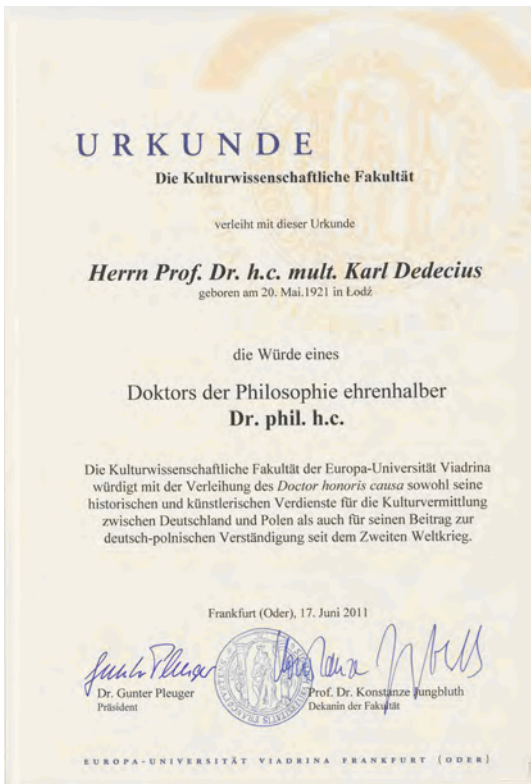 URKUNDE
Die Kulturwissenschaftliche Fakultät
verleiht mit dieser Urkunde
Herrn Prof. Dr. h.c. mult. Karl Dedecius
geboren am 20. Mai.1921 in Łodź
die Würde eines
Doktors der Philosophie ehrenhalber
Dr. phil. h.c.
Die Kulturwissenschaftliche Fakultät der Europa-Universität Viadrina
würdigt mit der Verleihung des Doctor honoris causa sowohl seine
historischen und künstlerischen Verdienste für die Kulturvermittlung
zwischen Deutschland und Polen als auch für seinen Beitrag zur
deutsch-polnischen Verständigung seit dem Zweiten Weltkrieg.
Frankfurt (Oder), 17. Juni 2011
Dr. Gunter Pleuger
Präsident
Prof. Dr. Konstanze Jungbluth
Dekanin der Fakultät
EUROPA-UNIVERSITÄT VIADRINA FRANKFURT (ODER)